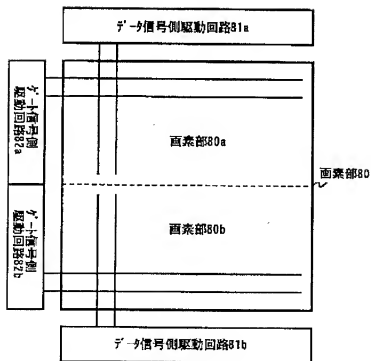 データ信号側駆動回路81a
ゲート信号側
駆動回路82a
画素部80a
画素部80
画素部80b
ゲート信号側
駆動回路82b
データ信号側駆動回路81b